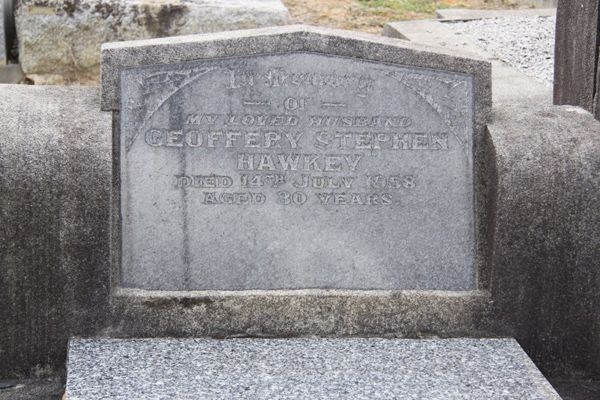 In Memory
— OF —
MY LOVED HUSBAND
GEOFFERY STEPHEN
HAWKEY
DIED 14TH JULY 1958
AGED 30 YEARS.